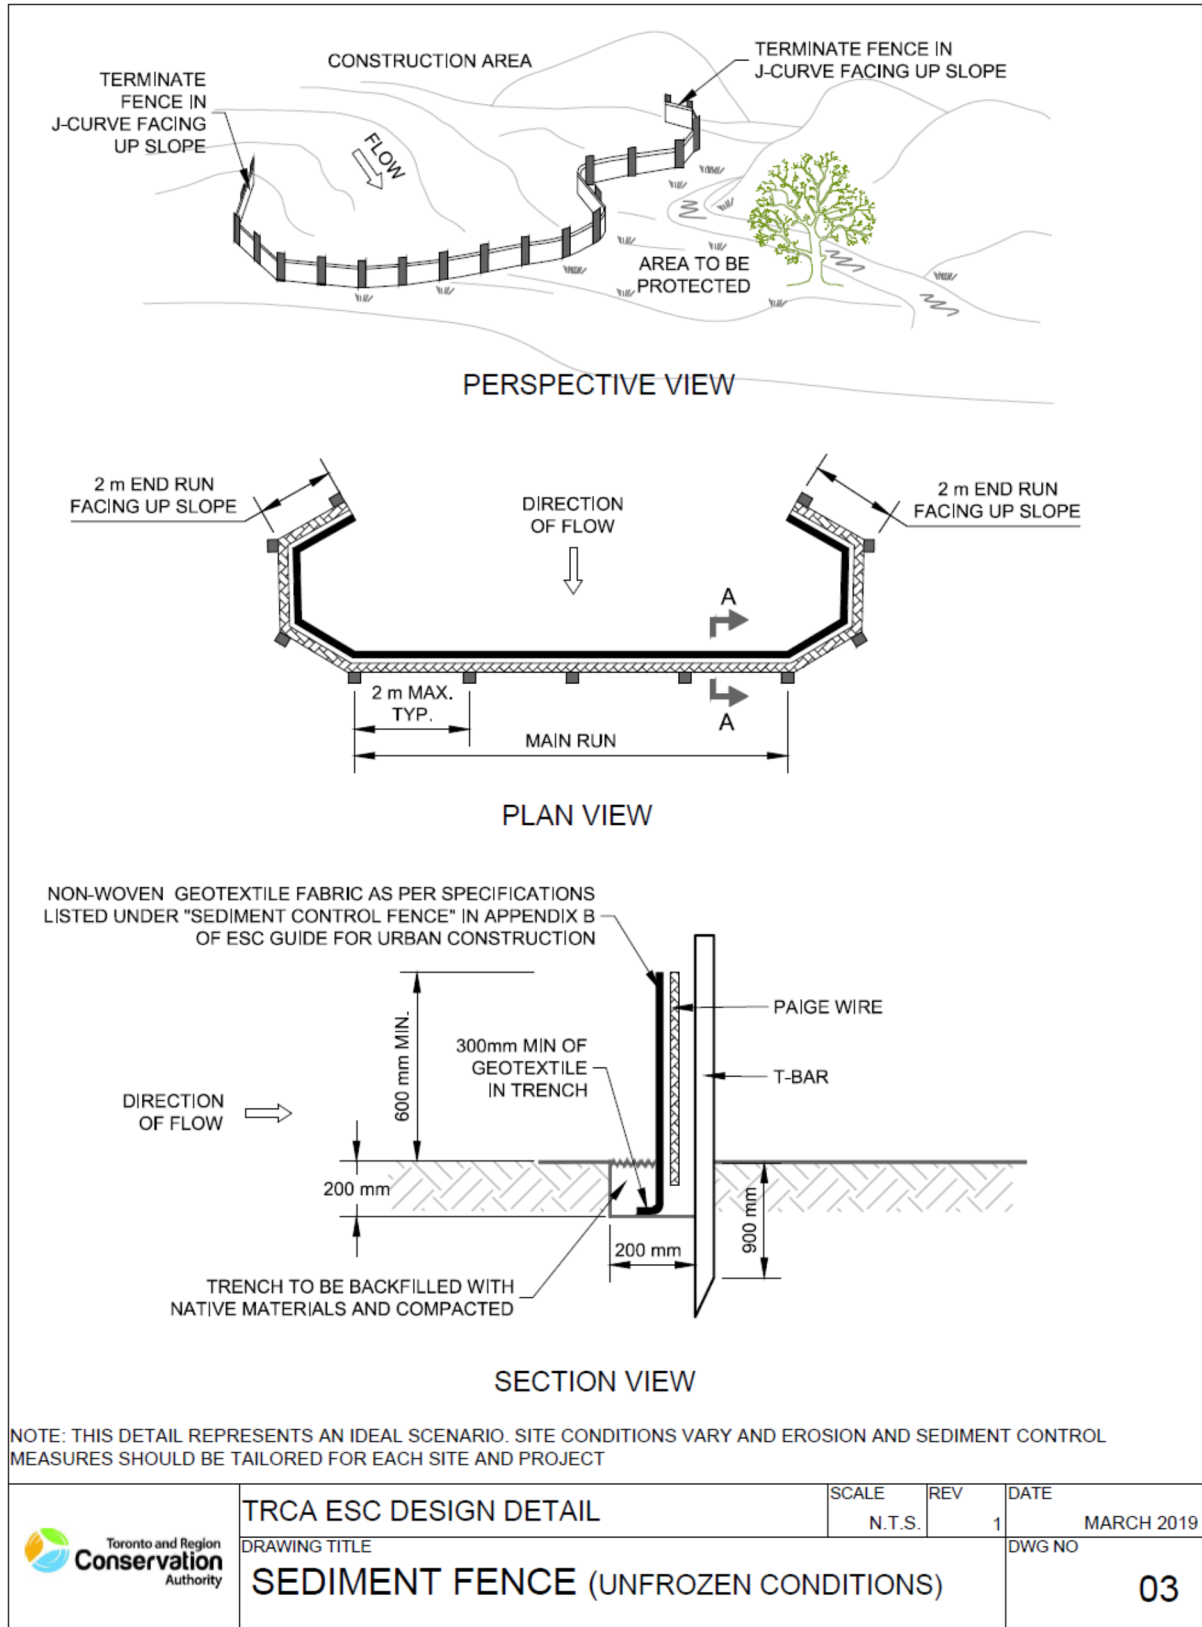 CONSTRUCTION AREA
TERMINATE FENCE IN
J-CURVE FACING UP SLOPE
TERMINATE
FENCE IN
J-CURVE FACING
UP SLOPE
FLOW
AREA TO BE
PROTECTED
PERSPECTIVE VIEW
2 m END RUN
FACING UP SLOPE
DIRECTION
OF FLOW
2 m END RUN
FACING UP SLOPE
A
A
2 m MAX.
TYP.
MAIN RUN
PLAN VIEW
NON-WOVEN GEOTEXTILE FABRIC AS PER SPECIFICATIONS
LISTED UNDER "SEDIMENT CONTROL FENCE" IN APPENDIX B
OF ESC GUIDE FOR URBAN CONSTRUCTION
PAIGE WIRE
600 mm MIN.
300mm MIN OF
GEOTEXTILE
IN TRENCH
T-BAR
DIRECTION
OF FLOW
200 mm
200 mm
900 mm
TRENCH TO BE BACKFILLED WITH
NATIVE MATERIALS AND COMPACTED
SECTION VIEW
NOTE: THIS DETAIL REPRESENTS AN IDEAL SCENARIO. SITE CONDITIONS VARY AND EROSION AND SEDIMENT CONTROL
MEASURES SHOULD BE TAILORED FOR EACH SITE AND PROJECT
Toronto and Region
Conservation
Authority
TRCA ESC DESIGN DETAIL
SCALE
N.T.S.
REV
1
DATE
MARCH 2019
DRAWING TITLE
SEDIMENT FENCE (UNFROZEN CONDITIONS)
DWG NO
03